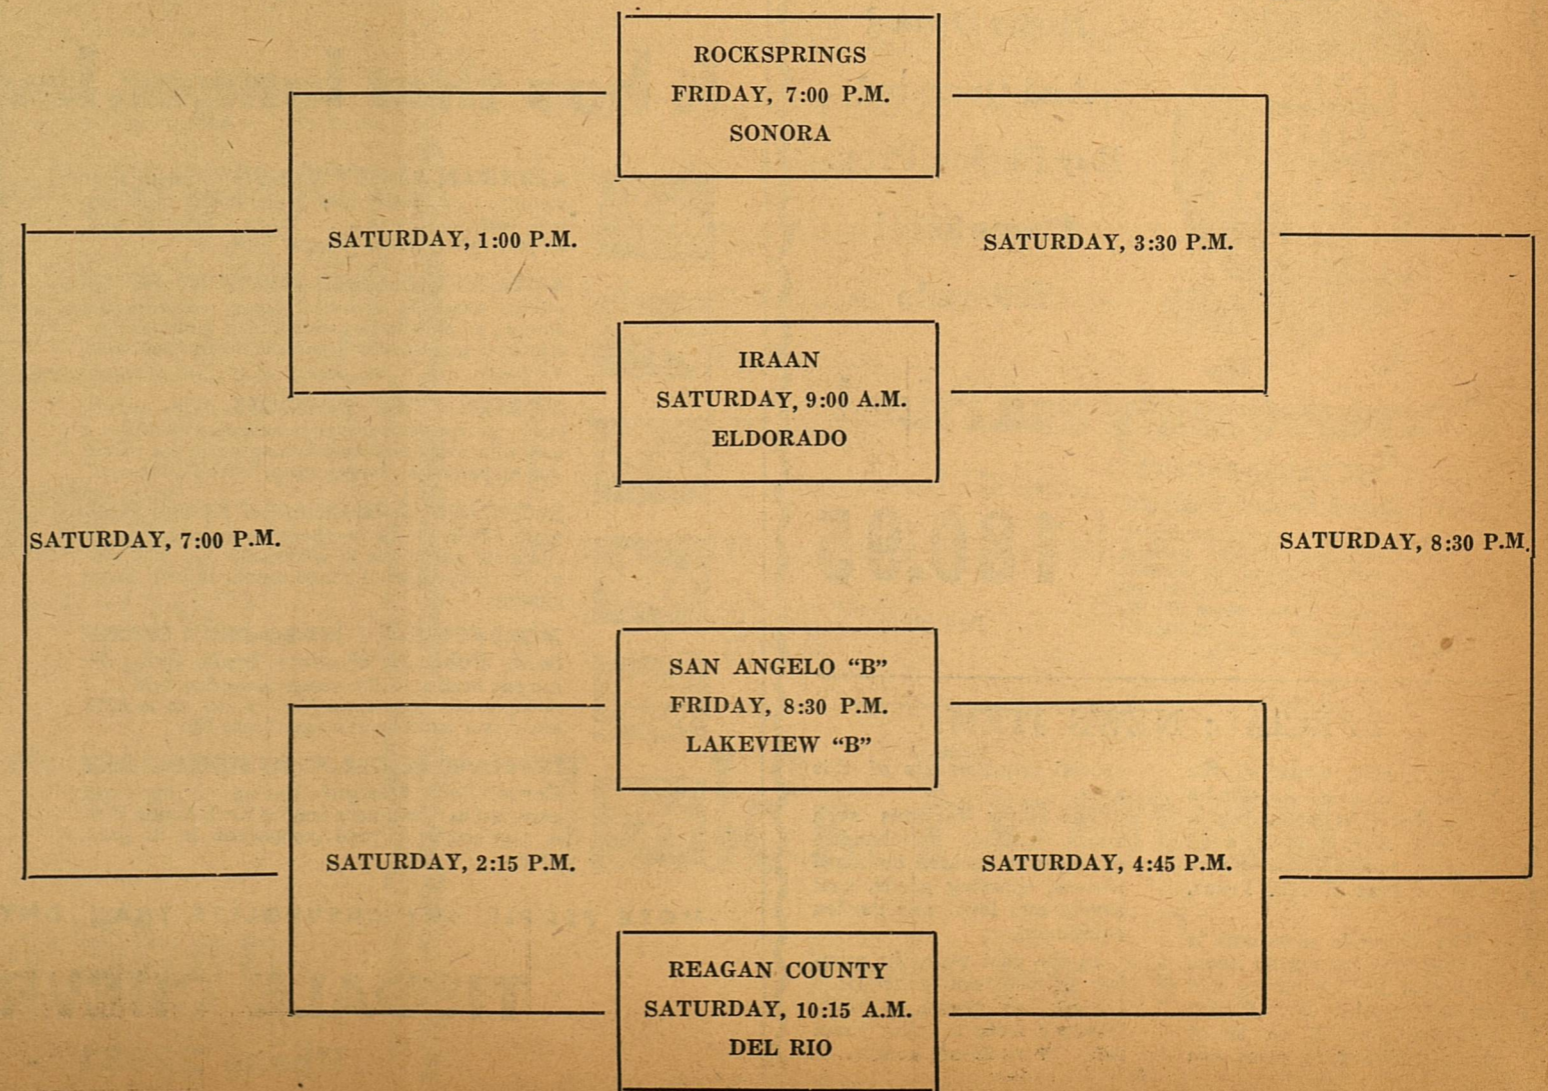 ROCKSPRINGS
FRIDAY, 7:00 P.M.
SONORA
SATURDAY, 1:00 P.M.
SATURDAY, 3:30 P.M.
IRAAN
SATURDAY, 9:00 A.M.
ELDORADO
SATURDAY, 7:00 P.M.
SATURDAY, 8:30 P.M.
SAN ANGELO “B”
FRIDAY, 8:30 P.M.
LAKEVIEW “B”
SATURDAY, 2:15 P.M.
SATURDAY, 4:45 P.M.
REAGAN COUNTY
SATURDAY, 10:15 A.M.
DEL RIO